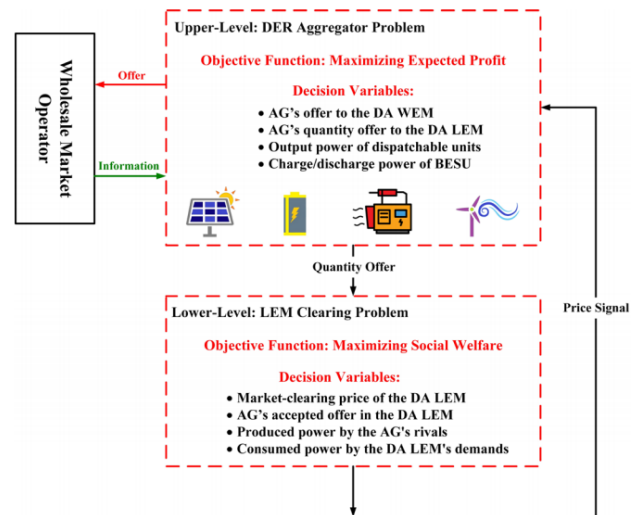 Upper-Level: DER Aggregator Problem
Objective Function: Maximizing Expected Profit
Decision Variables:
• AG's offer to the DA WEM
• AG's quantity offer to the DA LEM
• Output power of dispatchable units
• Charge/discharge power of BESU
Wholesale Market
Operator
Offer
Information
Quantity Offer
Price Signal
Lower-Level: LEM Clearing Problem
Objective Function: Maximizing Social Welfare
Decision Variables:
• Market-clearing price of the DA LEM
• AG's accepted offer in the DA LEM
• Produced power by the AG's rivals
• Consumed power by the DA LEM's demands